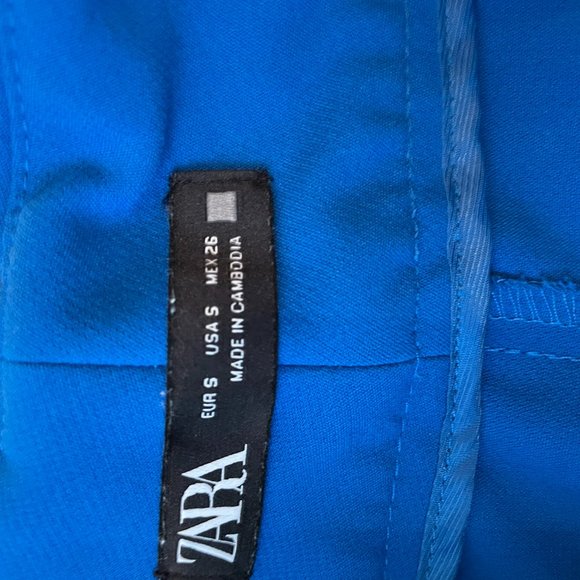 ZARA
EUR S USA S MEX 26
MADE IN CAMBODIA